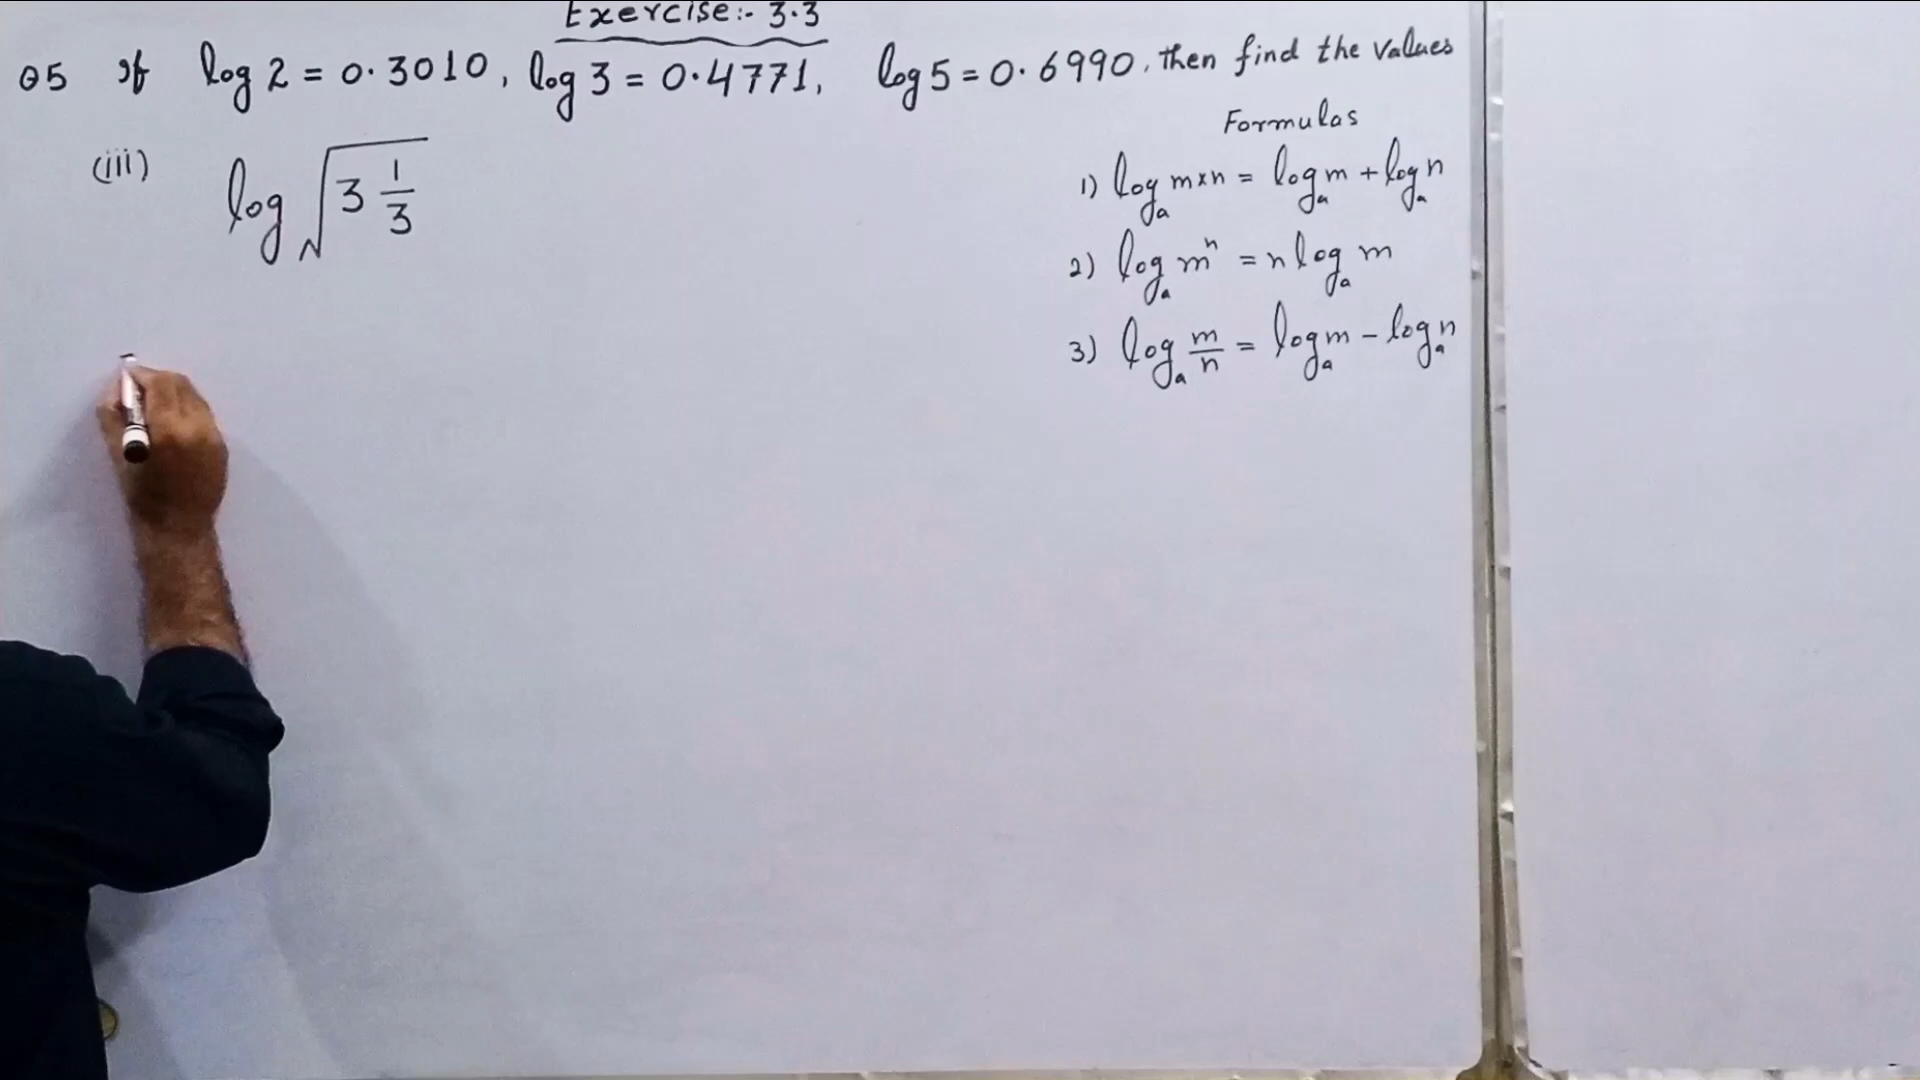 Exercise:- 3.3
Q5 If log 2 = 0.3010, log 3 = 0.4771, log 5 = 0.6990, then find the values
(iii) log √(3 1/3)
Formulas
1) logₐ m×n = logₐ m + logₐ n
2) logₐ mⁿ = n logₐ m
3) logₐ m/n = logₐ m - logₐ n